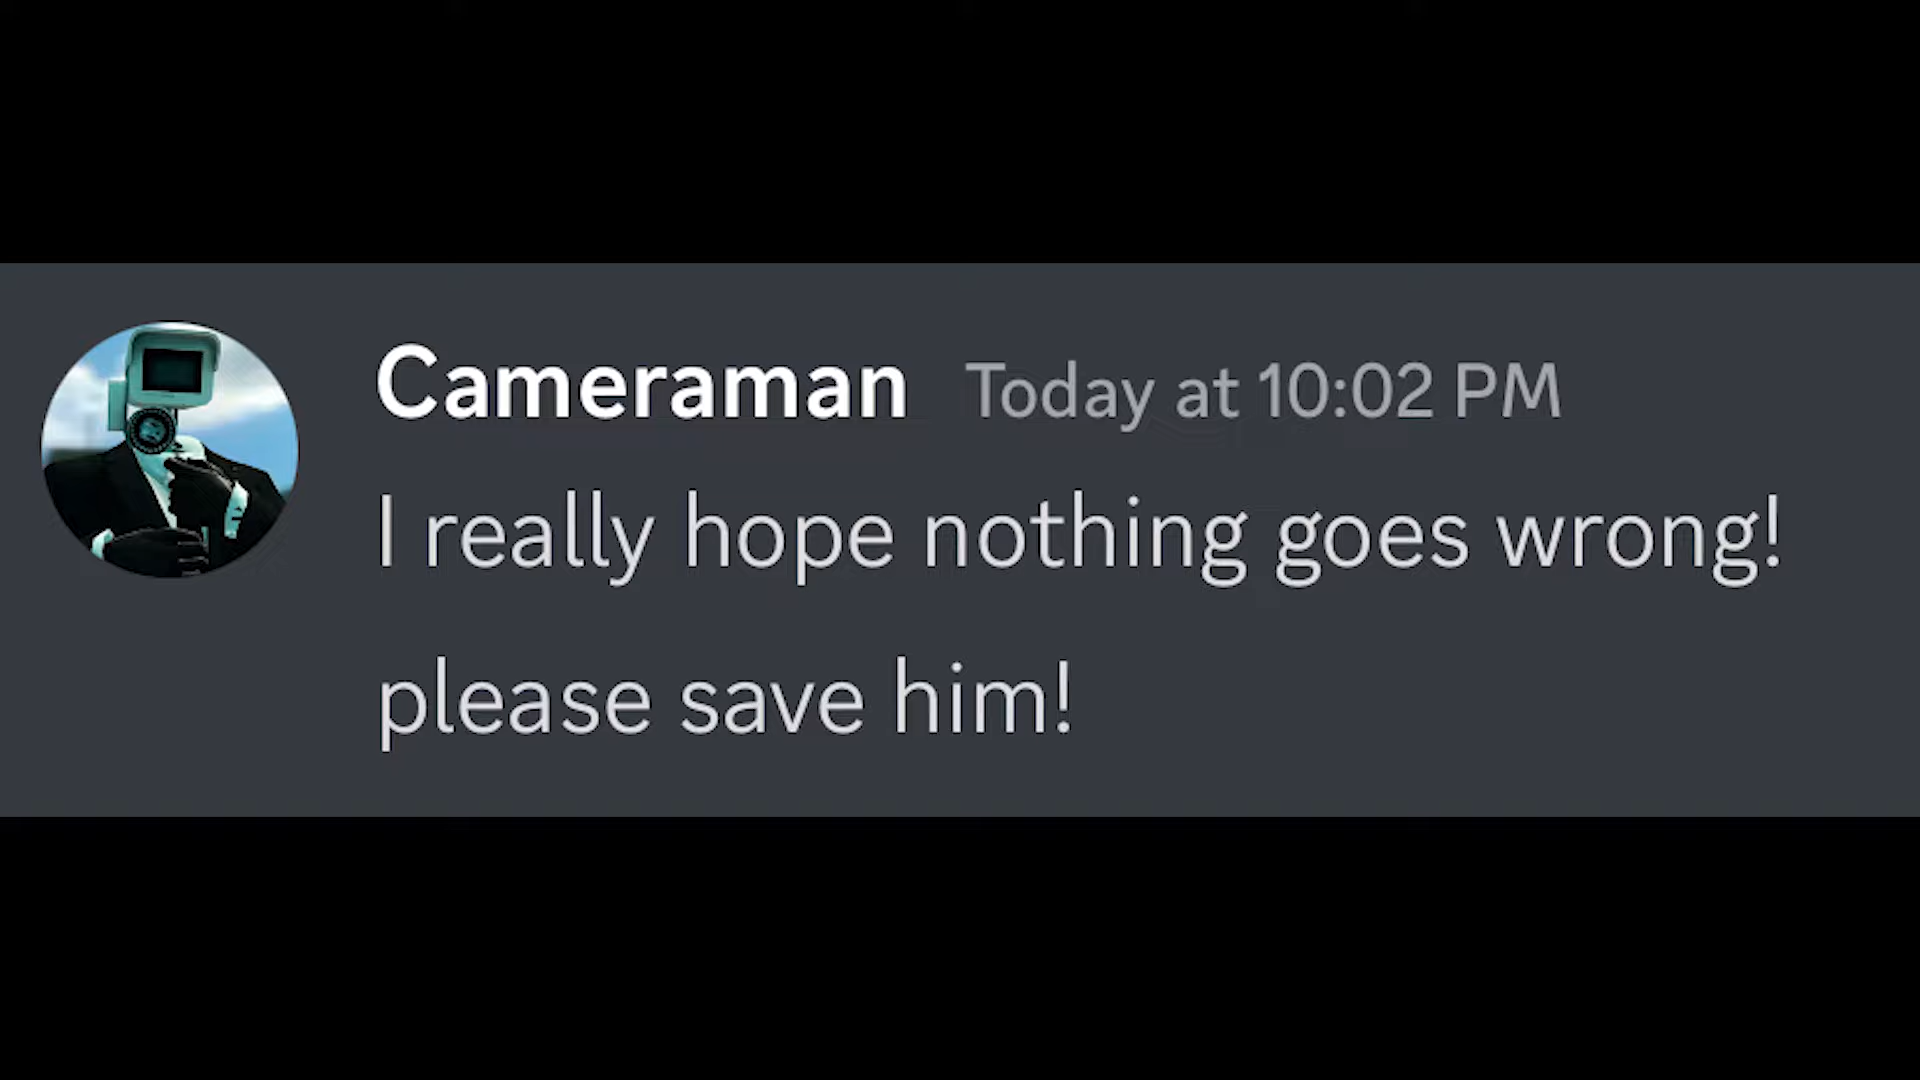 Cameraman Today at 10:02 PM
I really hope nothing goes wrong!
please save him!